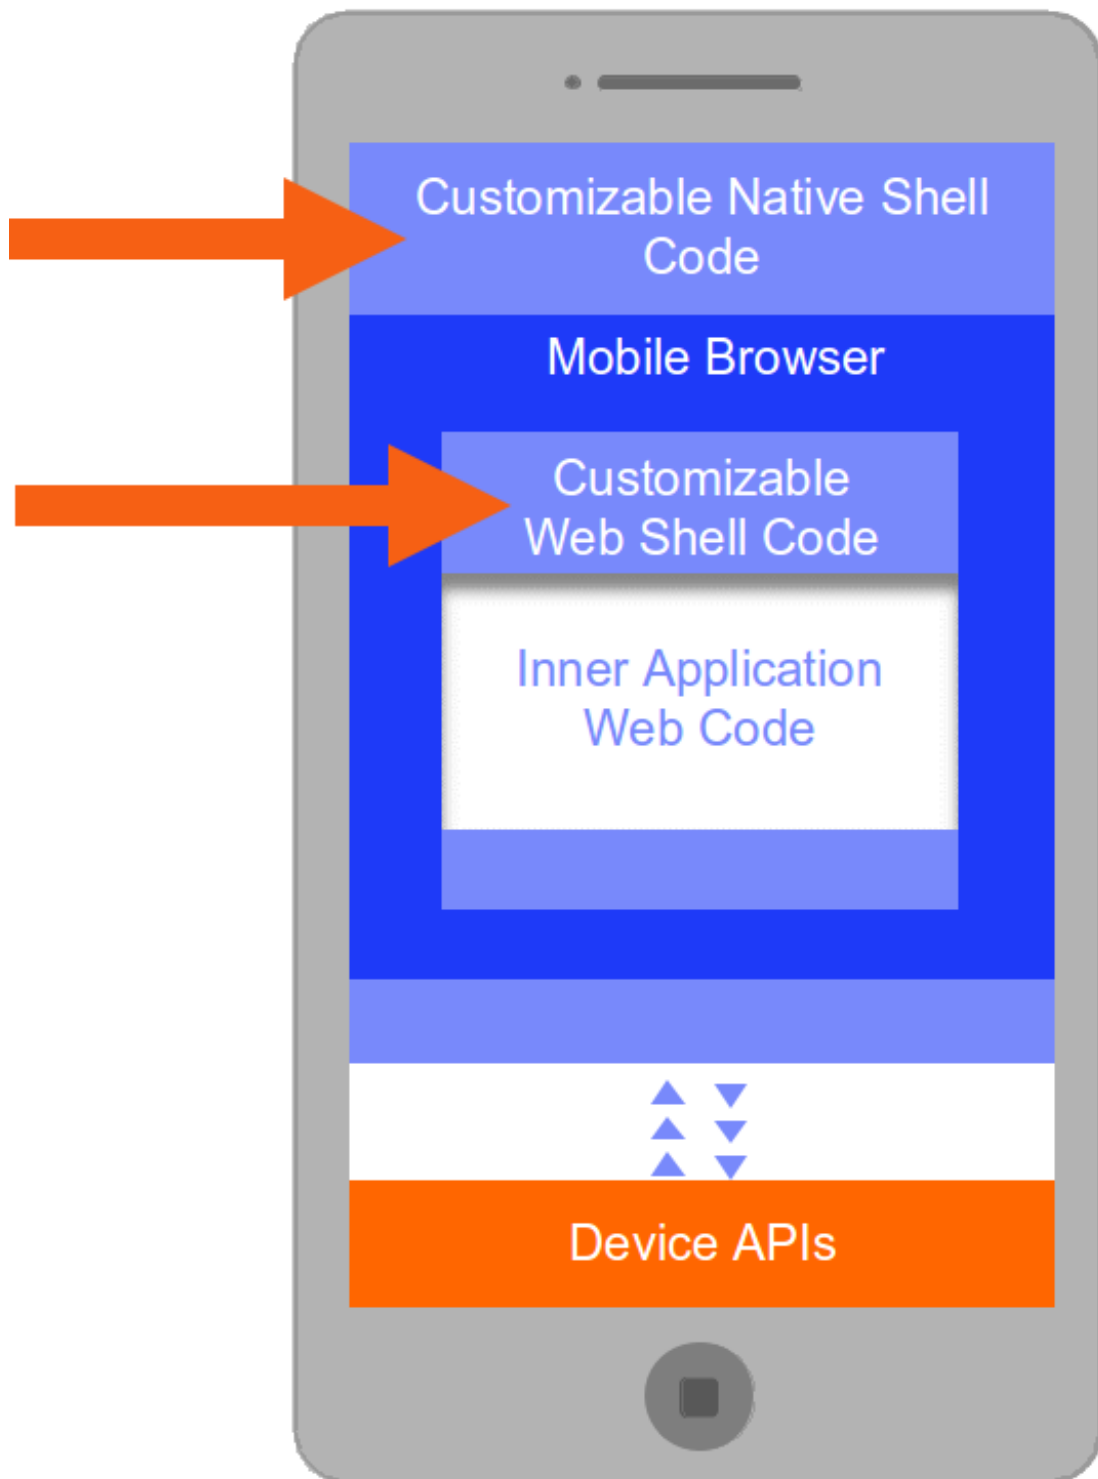 Customizable Native Shell
Code
Mobile Browser
Customizable
Web Shell Code
Inner Application
Web Code
Device APIs